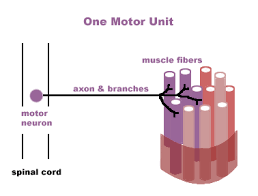 One Motor Unit
muscle fibers
axon & branches
motor
neuron
spinal cord